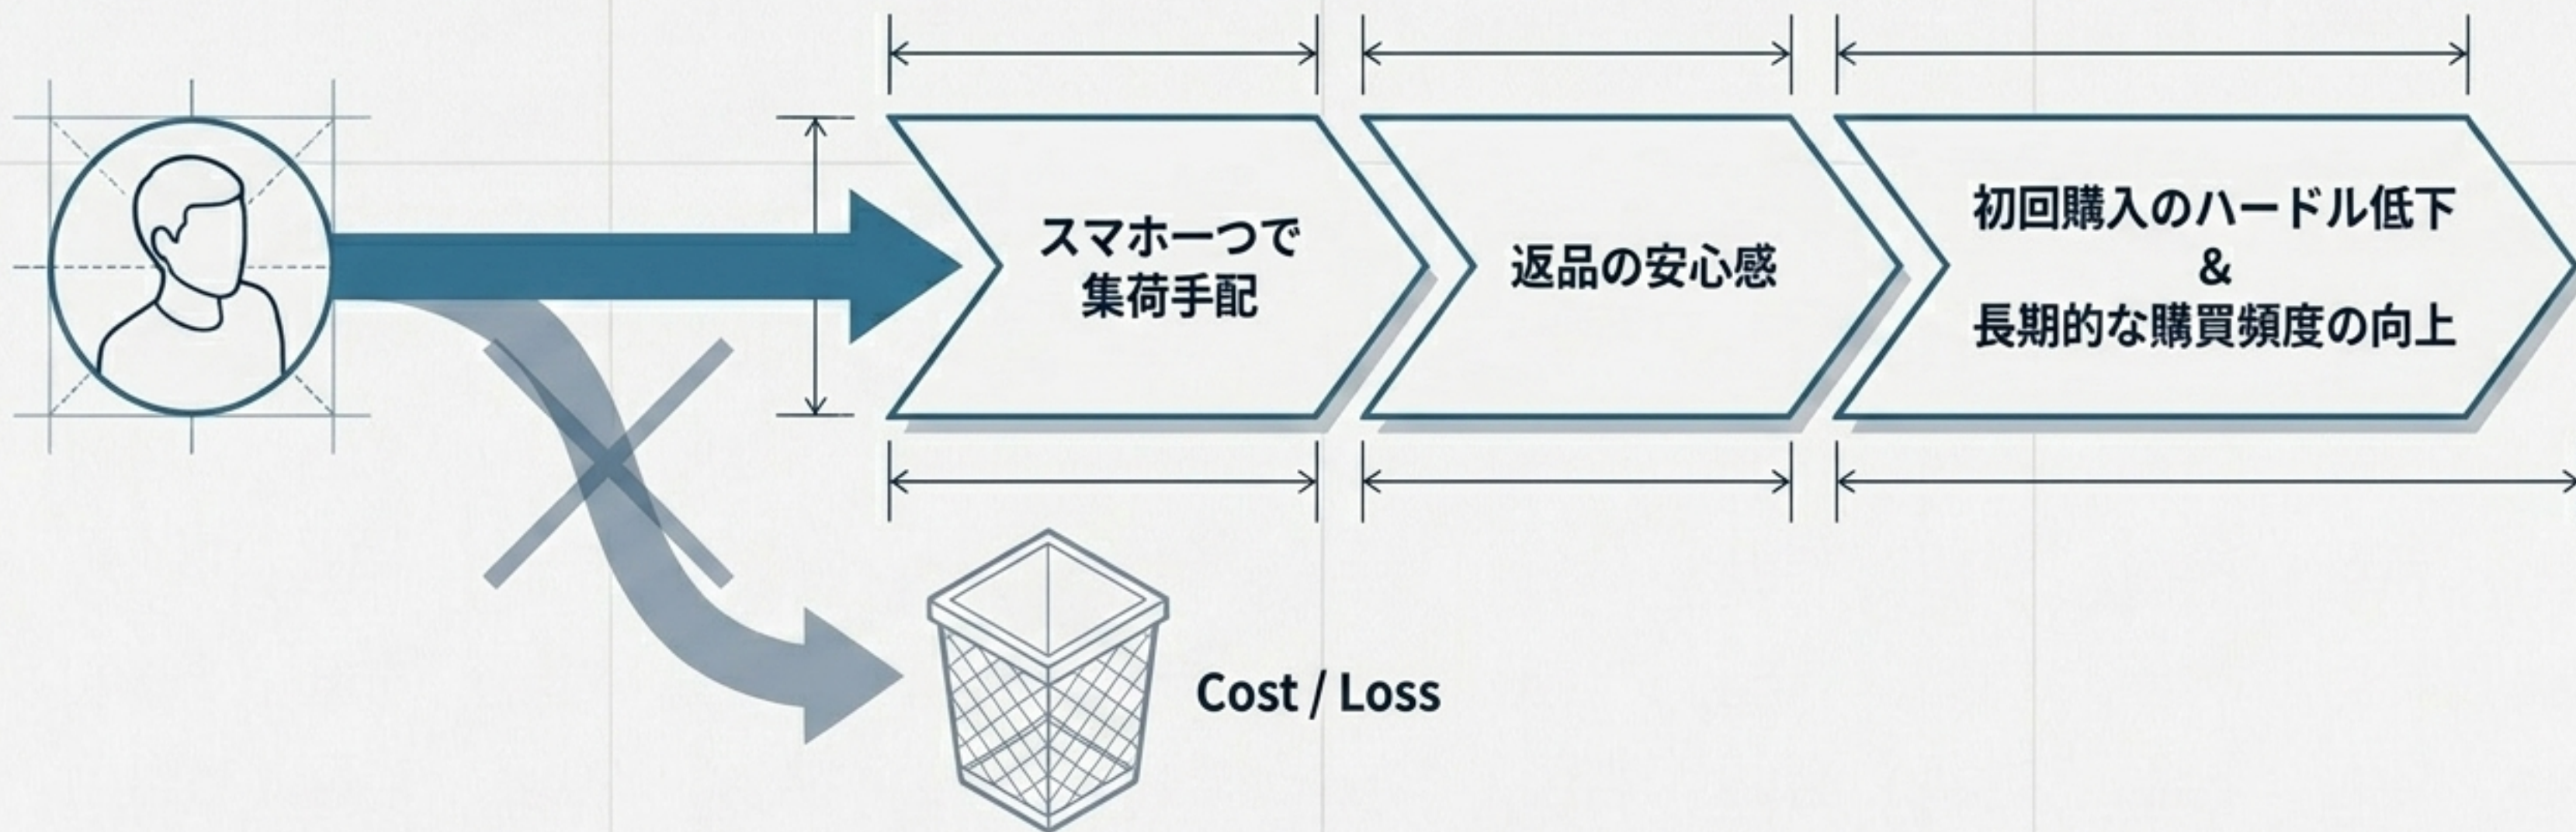 スマホ一つで
集荷手配
返品の安心感
初回購入のハードル低下
&
長期的な購買頻度の向上
Cost / Loss